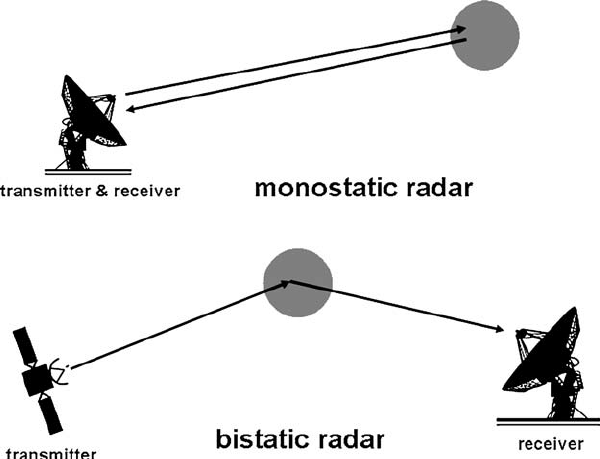 transmitter & receiver
monostatic radar
transmitter
bistatic radar
receiver